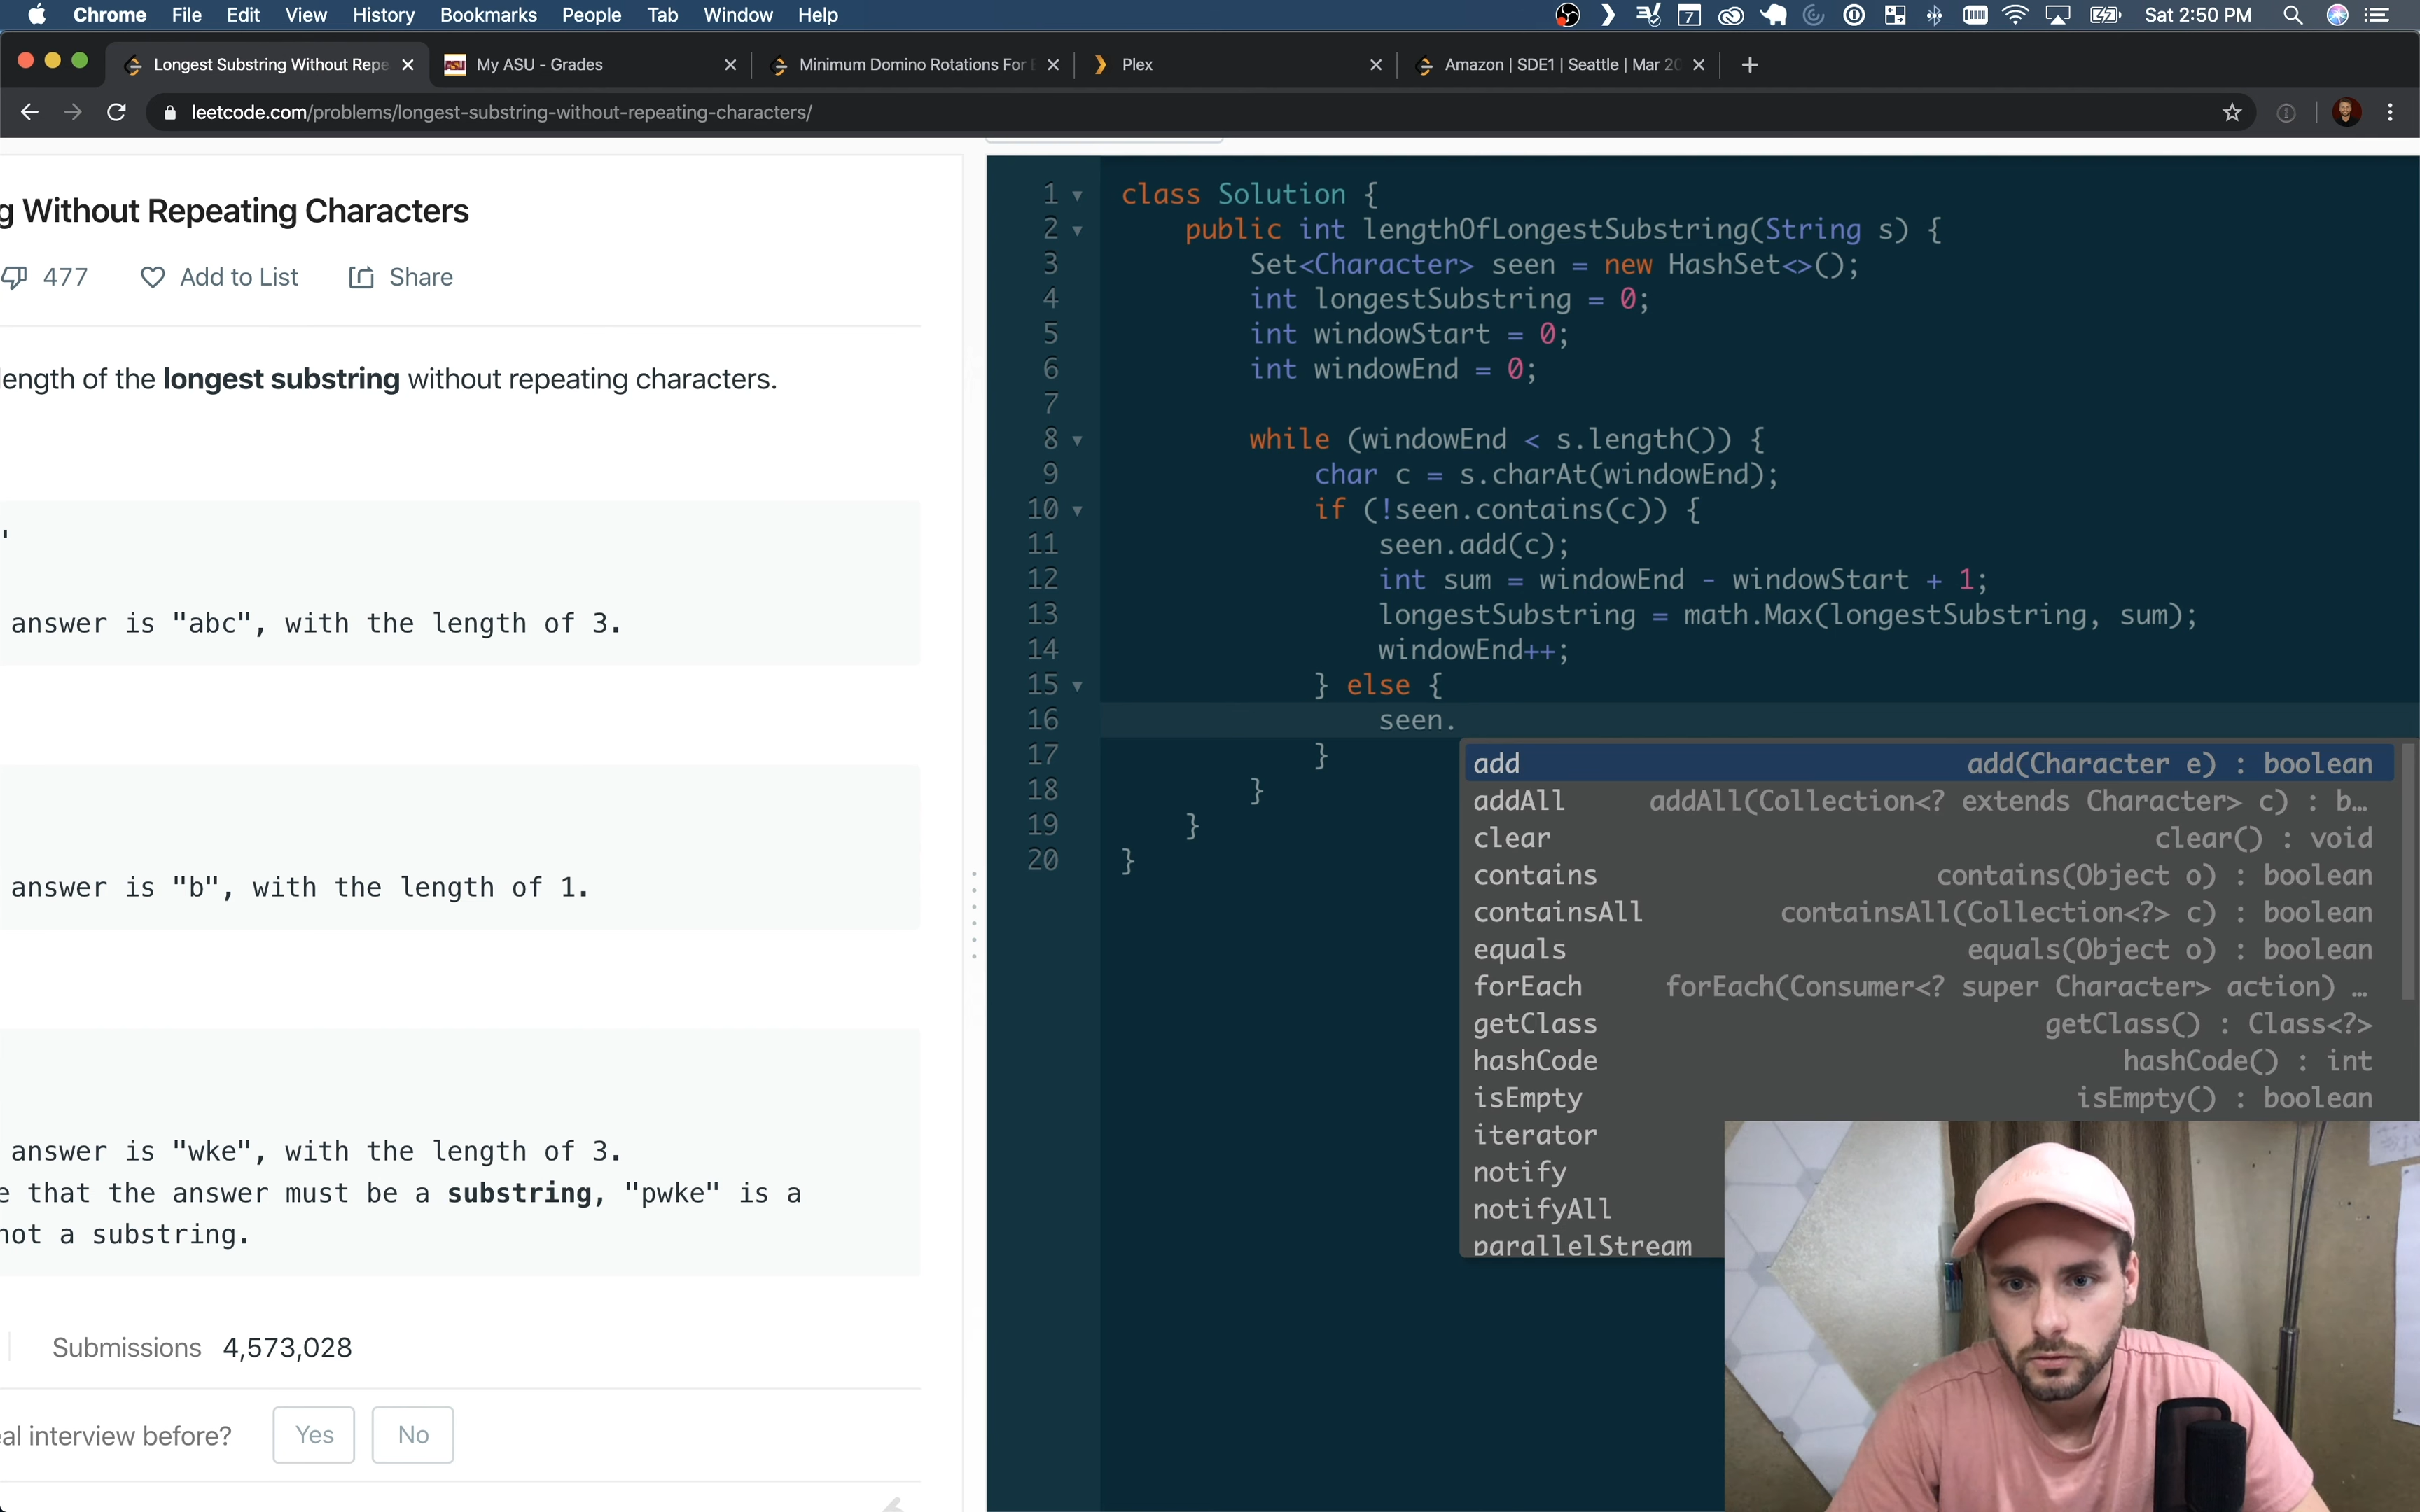 Chrome File Edit View History Bookmarks People Tab Window Help
7
Sat 2:50 PM
Longest Substring Without Repe
ASU My ASU - Grades
Minimum Domino Rotations For E
Plex
Amazon | SDE1 | Seattle | Mar 20
leetcode.com/problems/longest-substring-without-repeating-characters/
g Without Repeating Characters
477 Add to List Share
length of the longest substring without repeating characters.
"
answer is "abc", with the length of 3.
answer is "b", with the length of 1.
answer is "wke", with the length of 3.
e that the answer must be a substring, "pwke" is a
not a substring.
Submissions 4,573,028
eal interview before? Yes No
1 class Solution {
2 public int lengthOfLongestSubstring(String s) {
3 Set<Character> seen = new HashSet<>();
4 int longestSubstring = 0;
5 int windowStart = 0;
6 int windowEnd = 0;
7
8 while (windowEnd < s.length()) {
9 char c = s.charAt(windowEnd);
10 if (!seen.contains(c)) {
11 seen.add(c);
12 int sum = windowEnd - windowStart + 1;
13 longestSubstring = math.Max(longestSubstring, sum);
14 windowEnd++;
15 } else {
16 seen.
17 }
18 }
19 }
20 }
add add(Character e) : boolean
addAll addAll(Collection<? extends Character> c) : b…
clear clear() : void
contains contains(Object o) : boolean
containsAll containsAll(Collection<?> c) : boolean
equals equals(Object o) : boolean
forEach forEach(Consumer<? super Character> action) …
getClass getClass() : Class<?>
hashCode hashCode() : int
isEmpty isEmpty() : boolean
iterator
notify
notifyAll
parallelStream